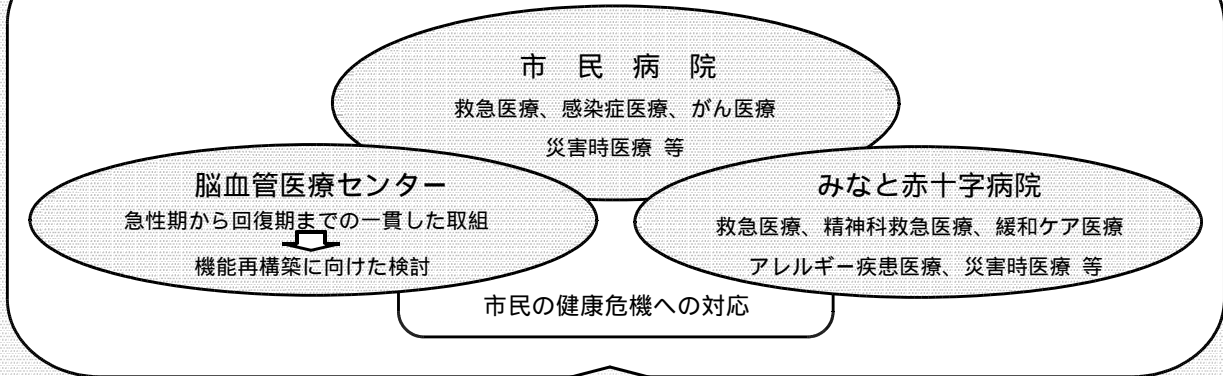 市　民　病　院
救急医療、感染症医療、がん医療
災害時医療 等
脳血管医療センター
急性期から回復期までの一貫した取組
機能再構築に向けた検討
みなと赤十字病院
救急医療、精神科救急医療、緩和ケア医療
アレルギー疾患医療、災害時医療 等
市民の健康危機への対応